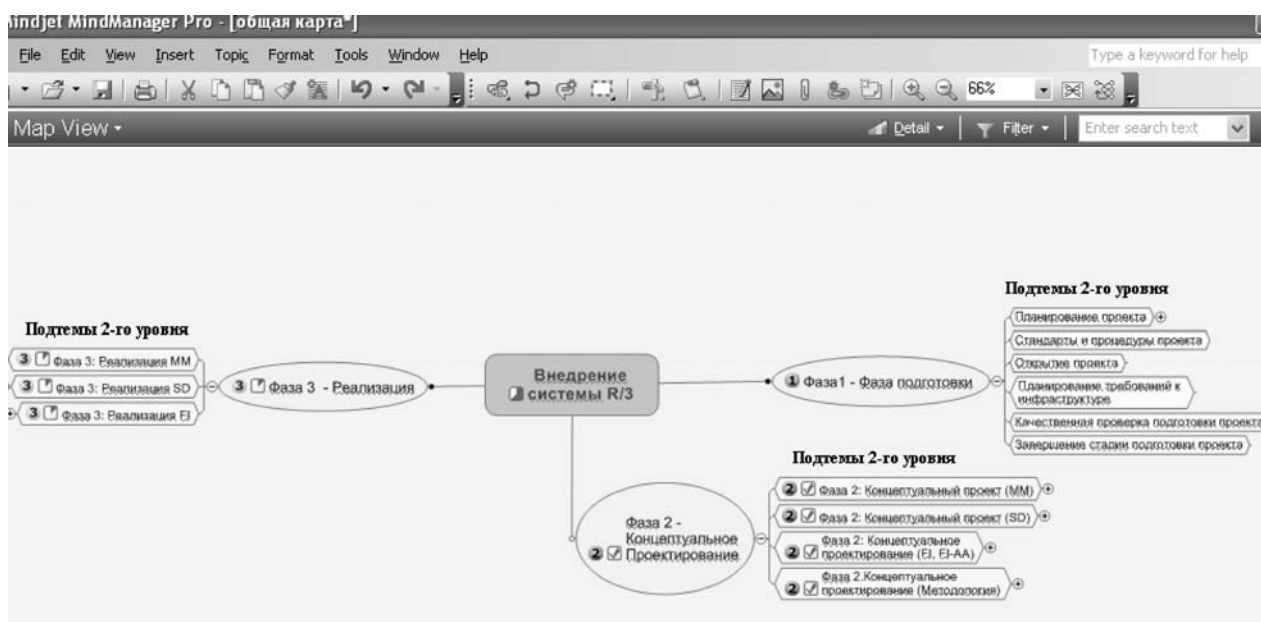 Mindjet MindManager Pro - [общая карта*]
File Edit View Insert Topic Format Tools Window Help
Type a keyword for help
66%
Map View
Detail Filter Enter search text
Подтемы 2-го уровня
Планирование проекта
Стандарты и процедуры проекта
Открытие проекта
Планирование требований к
инфраструктуре
Качественная проверка подготовки проекта
Завершение стадии подготовки проекта
1 Фаза1 - Фаза подготовки
Внедрение
системы R/3
3 Фаза 3 - Реализация
Подтемы 2-го уровня
3 Фаза 3: Реализация MM
3 Фаза 3: Реализация SD
3 Фаза 3: Реализация FJ
Подтемы 2-го уровня
2 Фаза 2: Концептуальный проект (MM)
2 Фаза 2: Концептуальный проект (SD)
Фаза 2: Концептуальное
2 проектирование (FI, FI-AA)
Фаза 2.Концептуальное
2 проектирование (Методология)
Фаза 2 -
Концептуальное
2 Проектирование